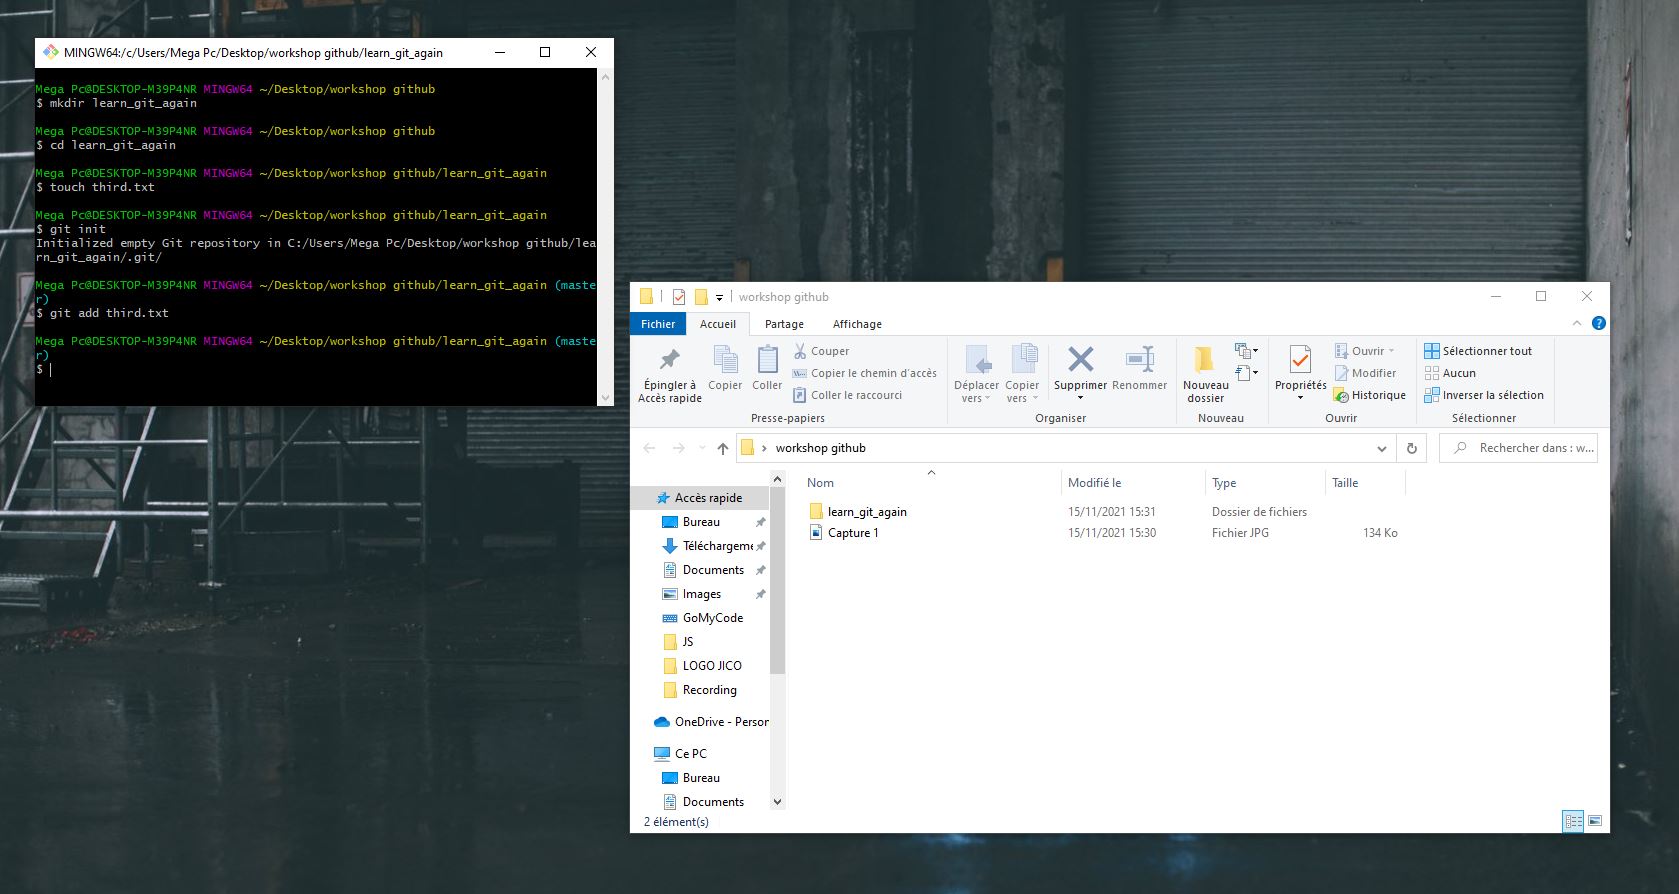 MINGW64:/c/Users/Mega Pc/Desktop/workshop github/learn_git_again
Mega Pc@DESKTOP-M39P4NR MINGW64 ~/Desktop/workshop github
$ mkdir learn_git_again
Mega Pc@DESKTOP-M39P4NR MINGW64 ~/Desktop/workshop github
$ cd learn_git_again
Mega Pc@DESKTOP-M39P4NR MINGW64 ~/Desktop/workshop github/learn_git_again
$ touch third.txt
Mega Pc@DESKTOP-M39P4NR MINGW64 ~/Desktop/workshop github/learn_git_again
$ git init
Initialized empty Git repository in C:/Users/Mega Pc/Desktop/workshop github/lea
rn_git_again/.git/
Mega Pc@DESKTOP-M39P4NR MINGW64 ~/Desktop/workshop github/learn_git_again (maste
r)
$ git add third.txt
Mega Pc@DESKTOP-M39P4NR MINGW64 ~/Desktop/workshop github/learn_git_again (maste
r)
$
workshop github
Fichier Accueil Partage Affichage
Épingler à
Accès rapide
Copier
Coller
Couper
Copier le chemin d'accès
Coller le raccourci
Presse-papiers
Déplacer
vers
Copier
vers
Supprimer
Renommer
Organiser
Nouveau
dossier
Nouveau
Propriétés
Ouvrir
Modifier
Historique
Ouvrir
Sélectionner tout
Aucun
Inverser la sélection
Sélectionner
workshop github
Rechercher dans : w...
Nom Modifié le Type Taille
learn_git_again 15/11/2021 15:31 Dossier de fichiers
Capture 1 15/11/2021 15:30 Fichier JPG 134 Ko
Accès rapide
Bureau
Téléchargeme
Documents
Images
GoMyCode
JS
LOGO JICO
Recording
OneDrive - Person
Ce PC
Bureau
Documents
2 élément(s)